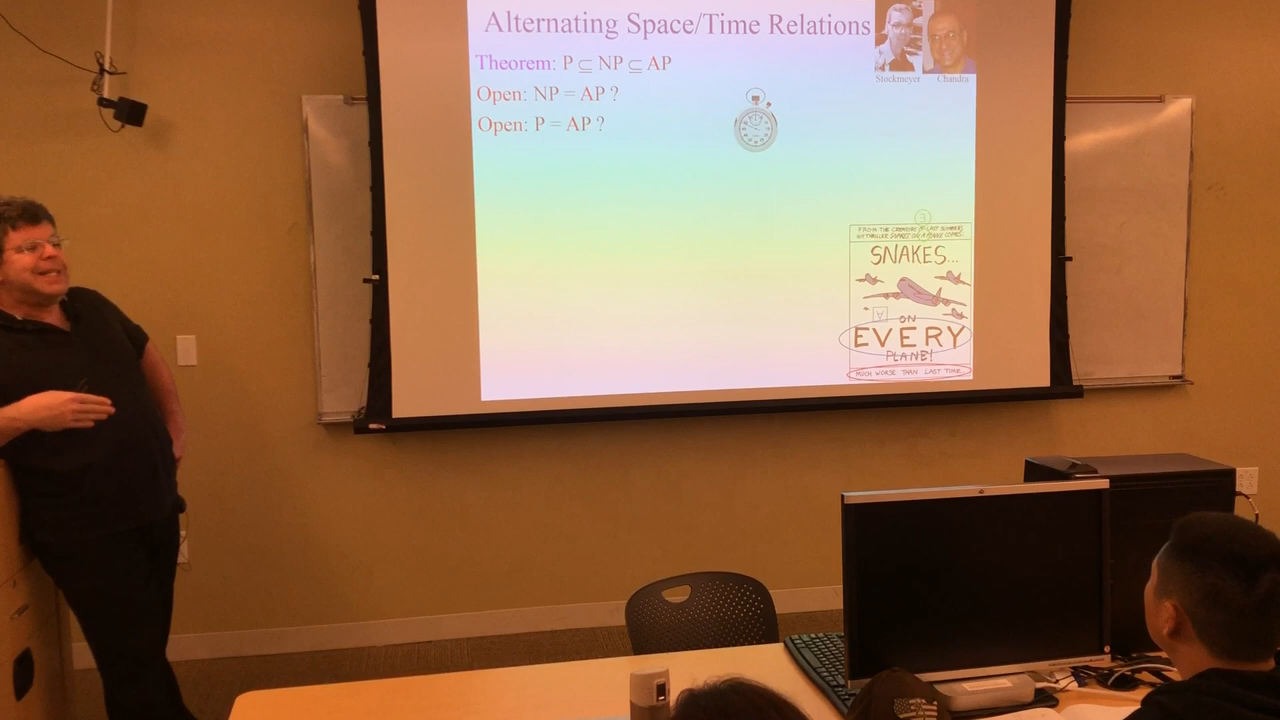 Alternating Space/Time Relations
Stockmeyer Chandra
Theorem: P ⊆ NP ⊆ AP
Open: NP = AP ?
Open: P = AP ?
∃
SNAKES...
∀
ON
EVERY
PLANE!
MUCH WORSE THAN LAST TIME